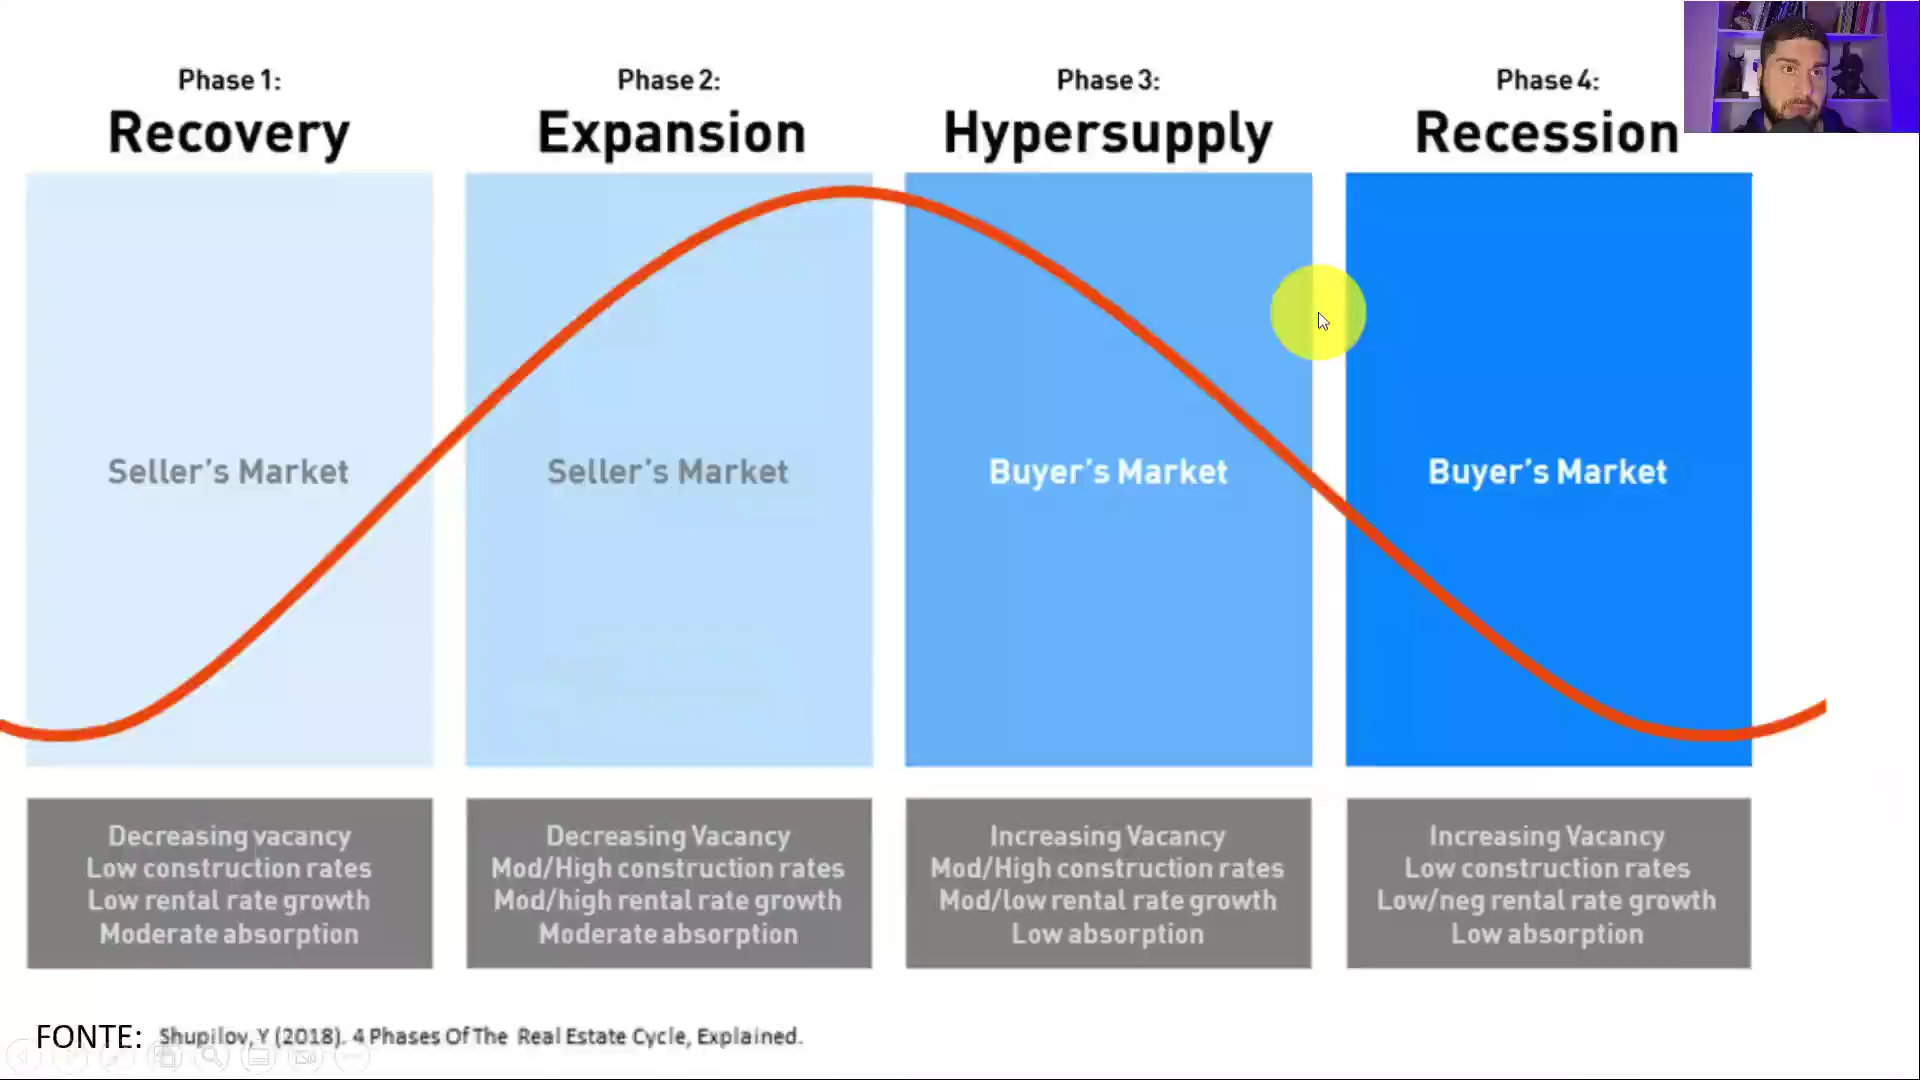 Phase 1:
Recovery
Seller's Market
Decreasing vacancy
Low construction rates
Low rental rate growth
Moderate absorption
Phase 2:
Expansion
Seller's Market
Decreasing Vacancy
Mod/High construction rates
Mod/high rental rate growth
Moderate absorption
Phase 3:
Hypersupply
Buyer's Market
Increasing Vacancy
Mod/High construction rates
Mod/low rental rate growth
Low absorption
Phase 4:
Recession
Buyer's Market
Increasing Vacancy
Low construction rates
Low/neg rental rate growth
Low absorption
FONTE: Shupilov, Y (2018). 4 Phases Of The Real Estate Cycle, Explained.